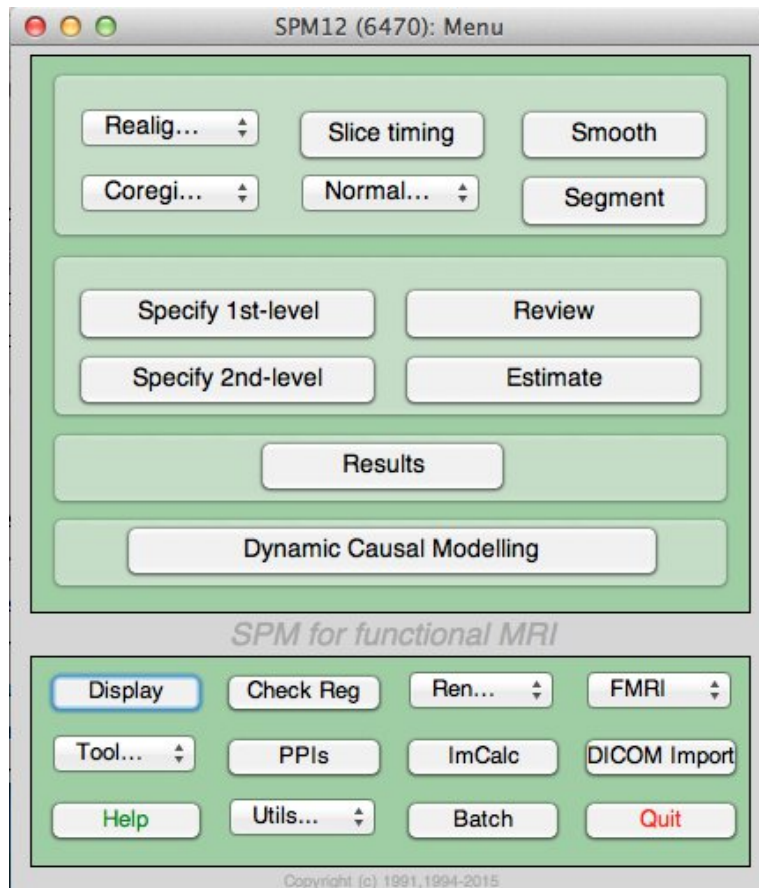 SPM12 (6470): Menu
Realig... Slice timing Smooth
Coregi... Normal... Segment
Specify 1st-level Review
Specify 2nd-level Estimate
Results
Dynamic Causal Modelling
SPM for functional MRI
Display Check Reg Ren... FMRI
Tool... PPIs ImCalc DICOM Import
Help Utils... Batch Quit
Copyright (c) 1991,1994-2015